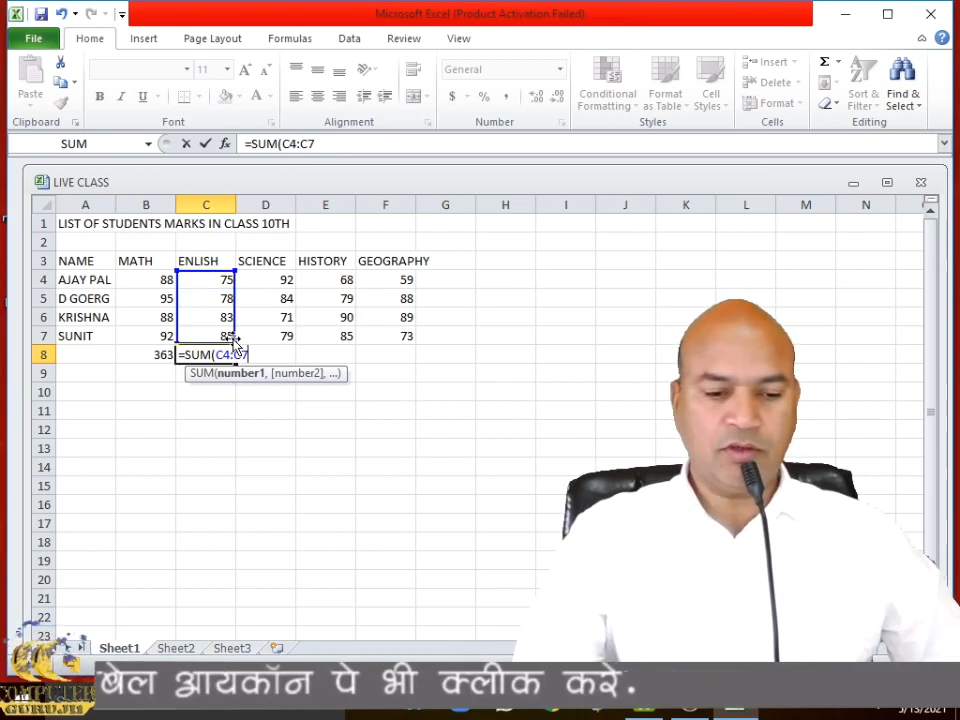 Microsoft Excel (Product Activation Failed)
File Home Insert Page Layout Formulas Data Review View
Paste
11
General
Conditional Formatting
Format as Table
Cell Styles
Insert
Delete
Format
Sort & Filter
Find & Select
Clipboard Font Alignment Number Styles Cells Editing
SUM =SUM(C4:C7
LIVE CLASS
A B C D E F G H I J K L M N
1 LIST OF STUDENTS MARKS IN CLASS 10TH
2
3 NAME MATH ENLISH SCIENCE HISTORY GEOGRAPHY
4 AJAY PAL 88 75 92 68 59
5 D GOERG 95 78 84 79 88
6 KRISHNA 88 83 71 90 89
7 SUNIT 92 79 85 73
8 363 =SUM(C4:C7
SUM(number1, [number2], ...)
9
10
11
12
13
14
15
16
17
18
19
20
21
22
23
Sheet1 Sheet2 Sheet3
बेल आयकॉन पे भी क्लीक करे.
COMPUTER
GURUJI